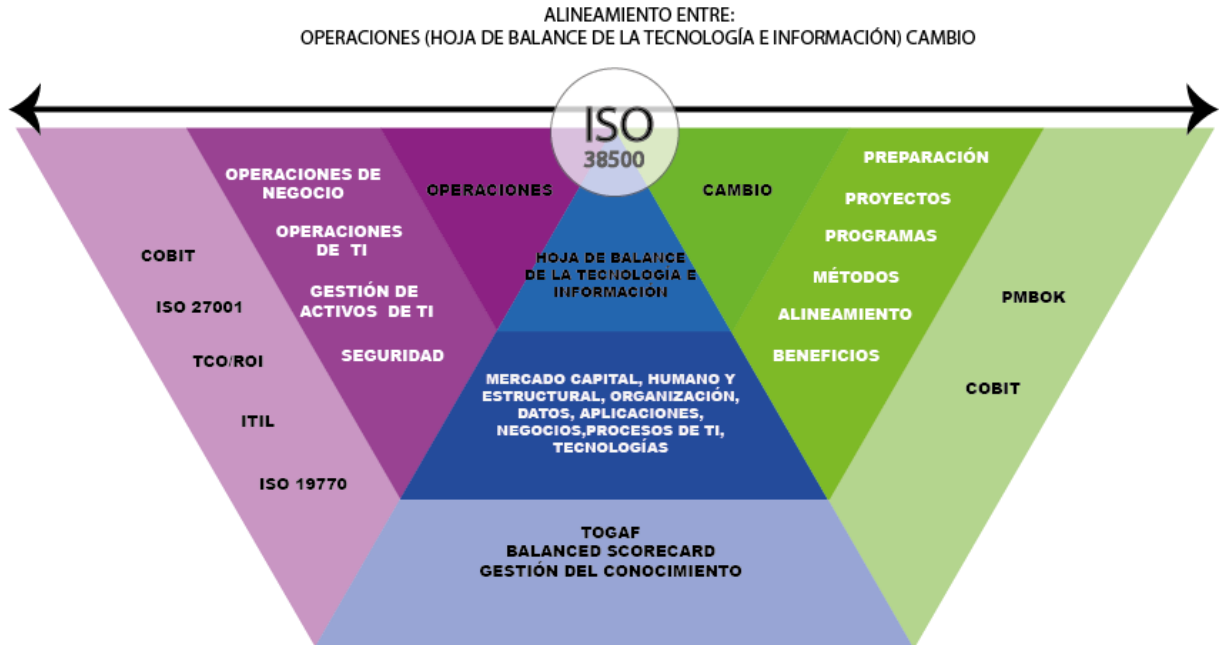 ALINEAMIENTO ENTRE:
OPERACIONES (HOJA DE BALANCE DE LA TECNOLOGÍA E INFORMACIÓN) CAMBIO
ISO
38500
COBIT
ISO 27001
TCO/ROI
ITIL
ISO 19770
OPERACIONES DE
NEGOCIO
OPERACIONES
DE TI
GESTIÓN DE
ACTIVOS DE TI
SEGURIDAD
OPERACIONES
HOJA DE BALANCE
DE LA TECNOLOGÍA E
INFORMACIÓN
MERCADO CAPITAL, HUMANO Y
ESTRUCTURAL, ORGANIZACIÓN,
DATOS, APLICACIONES,
NEGOCIOS,PROCESOS DE TI,
TECNOLOGÍAS
TOGAF
BALANCED SCORECARD
GESTIÓN DEL CONOCIMIENTO
CAMBIO
PREPARACIÓN
PROYECTOS
PROGRAMAS
MÉTODOS
ALINEAMIENTO
BENEFICIOS
PMBOK
COBIT